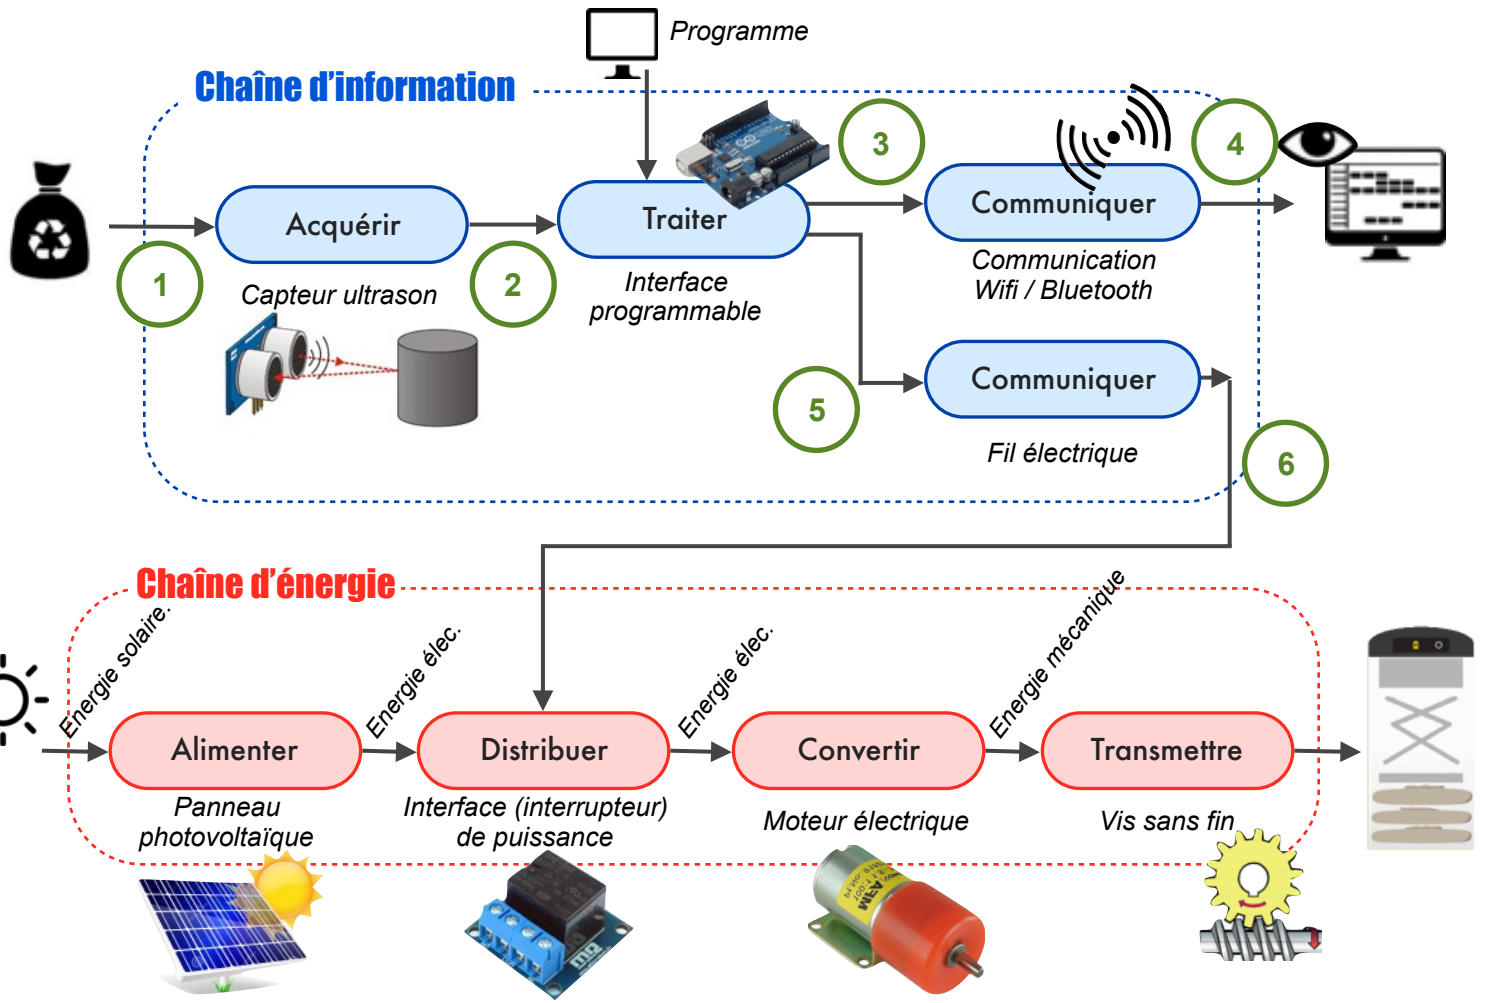 Programme
Chaîne d'information
3
4
Acquérir
Traiter
Communiquer
1
2
Capteur ultrason
Interface
programmable
Communication
Wifi / Bluetooth
Communiquer
5
Fil électrique
6
Chaîne d'énergie
Energie solaire.
Energie élec.
Energie élec.
Energie mécanique
Alimenter
Distribuer
Convertir
Transmettre
Panneau
photovoltaïque
Interface (interrupteur)
de puissance
Moteur électrique
Vis sans fin